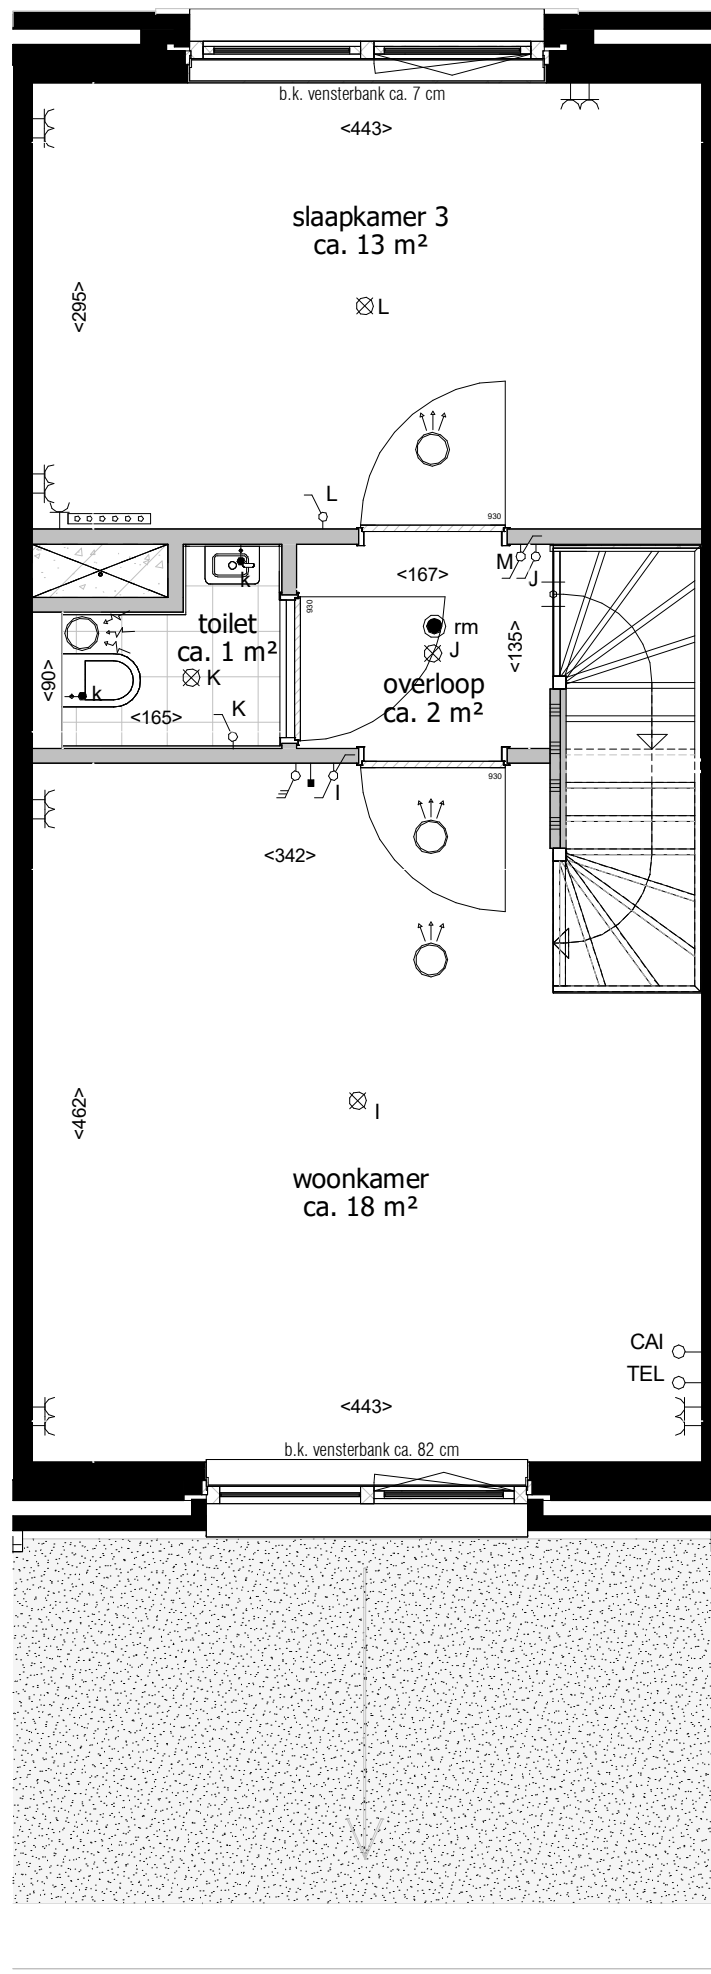 b.k. vensterbank ca. 7 cm
<443>
slaapkamer 3
ca. 13 m²
<295>
L
L
930
M
J
<167>
k
930
toilet
ca. 1 m²
rm
J
<135>
K
overloop
ca. 2 m²
<90>
k
<165>
K
930
I
<342>
<462>
I
woonkamer
ca. 18 m²
CAI
TEL
<443>
b.k. vensterbank ca. 82 cm